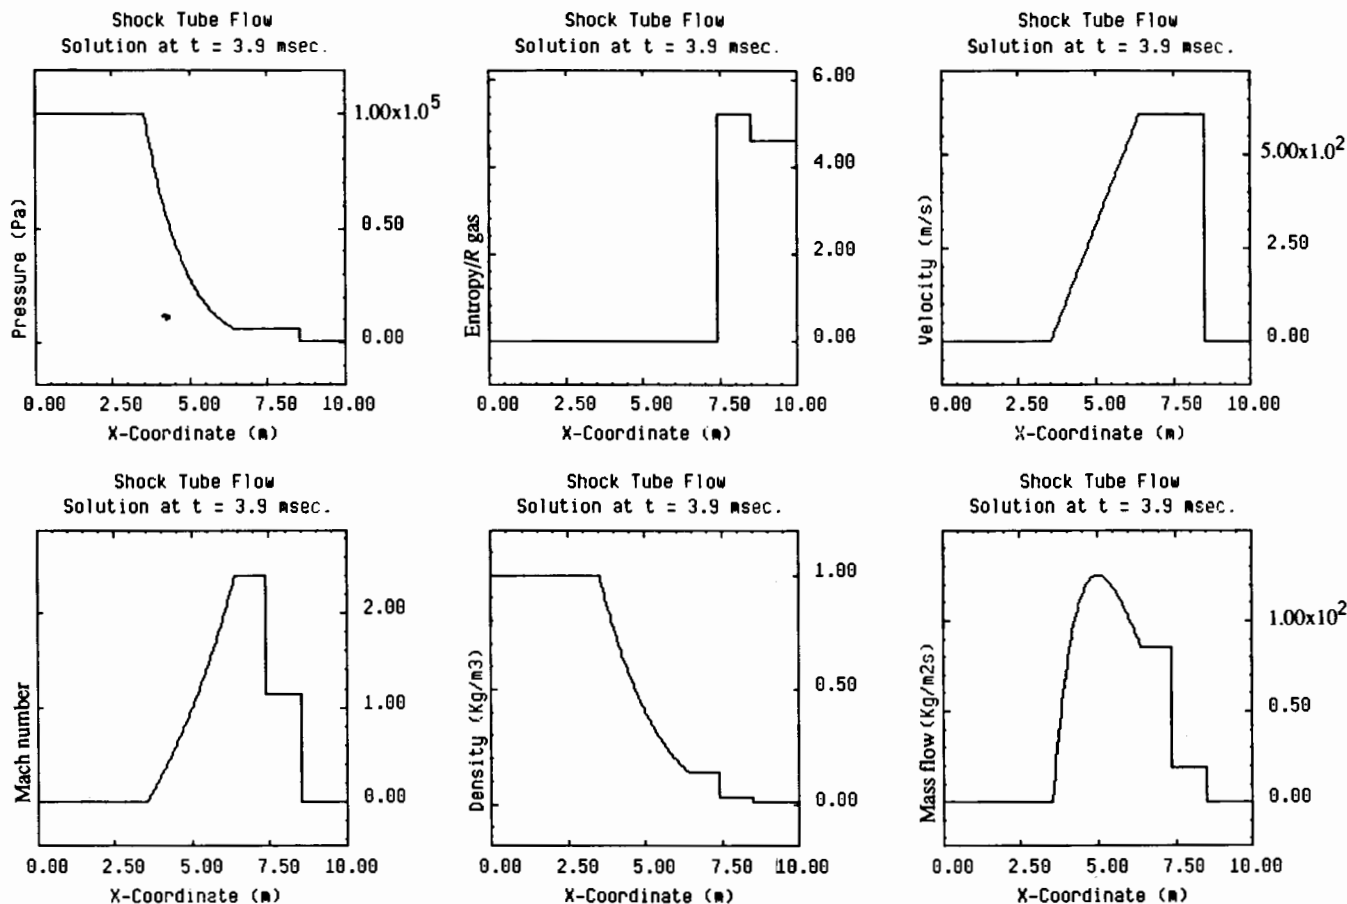 Shock Tube Flow
Solution at t = 3.9 msec.
1.00x1.0^5
0.50
0.00
Pressure (Pa)
0.00 2.50 5.00 7.50 10.00
X-Coordinate (m)
Shock Tube Flow
Solution at t = 3.9 msec.
6.00
4.00
2.00
0.00
Entropy/R gas
0.00 2.50 5.00 7.50 10.00
X-Coordinate (m)
Shock Tube Flow
Solution at t = 3.9 msec.
5.00x1.0^2
2.50
0.00
Velocity (m/s)
0.00 2.50 5.00 7.50 10.00
X-Coordinate (m)
Shock Tube Flow
Solution at t = 3.9 msec.
2.00
1.00
0.00
Mach number
0.00 2.50 5.00 7.50 10.00
X-Coordinate (m)
Shock Tube Flow
Solution at t = 3.9 msec.
1.00
0.50
0.00
Density (Kg/m3)
0.00 2.50 5.00 7.50 10.00
X-Coordinate (m)
Shock Tube Flow
Solution at t = 3.9 msec.
1.00x10^2
0.50
0.00
Mass flow (Kg/m2s)
0.00 2.50 5.00 7.50 10.00
X-Coordinate (m)